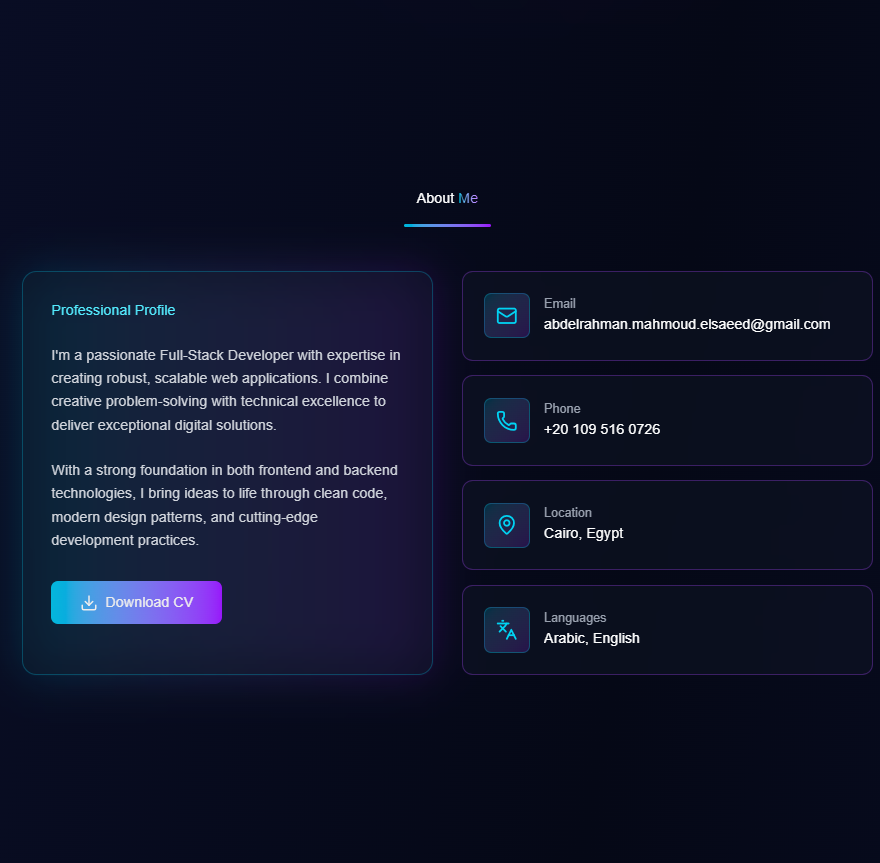 About Me
Professional Profile
I'm a passionate Full-Stack Developer with expertise in
creating robust, scalable web applications. I combine
creative problem-solving with technical excellence to
deliver exceptional digital solutions.
With a strong foundation in both frontend and backend
technologies, I bring ideas to life through clean code,
modern design patterns, and cutting-edge
development practices.
Download CV
Email
abdelrahman.mahmoud.elsaeed@gmail.com
Phone
+20 109 516 0726
Location
Cairo, Egypt
Languages
Arabic, English